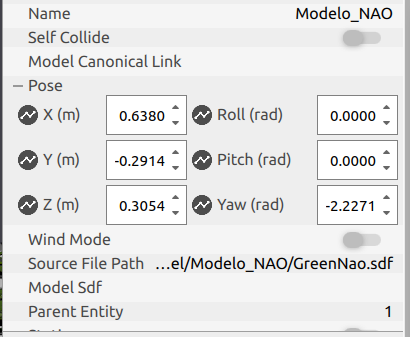 Name Modelo_NAO
Self Collide
Model Canonical Link
Pose
X (m) 0.6380 Roll (rad) 0.0000
Y (m) -0.2914 Pitch (rad) 0.0000
Z (m) 0.3054 Yaw (rad) -2.2271
Wind Mode
Source File Path ...el/Modelo_NAO/GreenNao.sdf
Model Sdf
Parent Entity 1